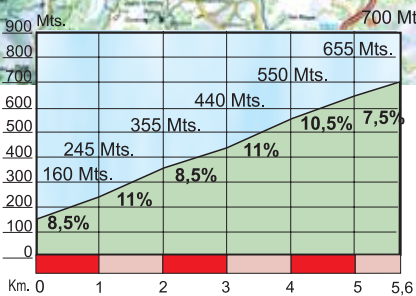 900 Mts.
700 Mt
800
655 Mts.
700
550 Mts.
600
440 Mts.
500
355 Mts.
400
245 Mts.
300
160 Mts.
200
100
0
8,5%
11%
8,5%
11%
10,5%
7,5%
Km. 0 1 2 3 4 5 5,6